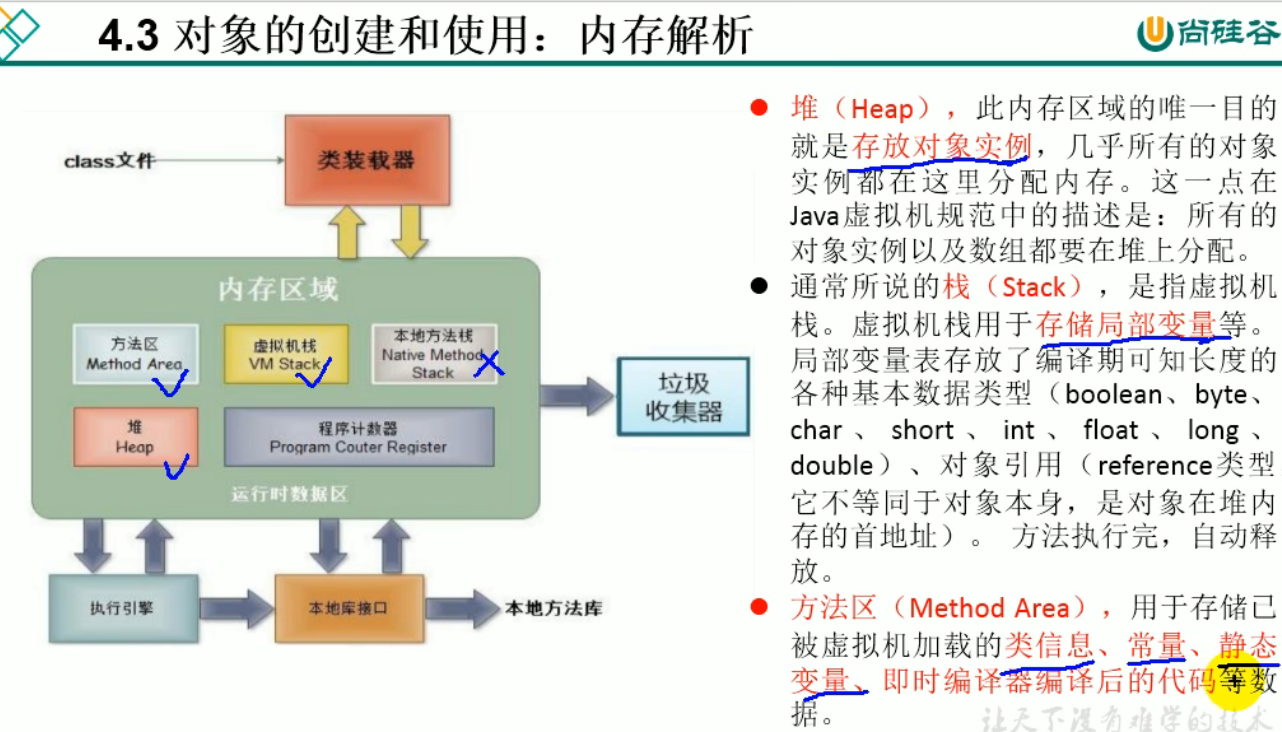 4.3 对象的创建和使用：内存解析
尚硅谷
class文件
类装载器
内存区域
方法区
Method Area
虚拟机栈
VM Stack
本地方法栈
Native Method
Stack
堆
Heap
程序计数器
Program Couter Register
运行时数据区
垃圾
收集器
执行引擎
本地库接口
本地方法库
堆（Heap），此内存区域的唯一目的
就是存放对象实例，几乎所有的对象
实例都在这里分配内存。这一点在
Java虚拟机规范中的描述是：所有的
对象实例以及数组都要在堆上分配。
通常所说的栈（Stack），是指虚拟机
栈。虚拟机栈用于存储局部变量等。
局部变量表存放了编译期可知长度的
各种基本数据类型（boolean、byte、
char 、 short 、 int 、 float 、 long 、
double）、对象引用（reference类型
它不等同于对象本身，是对象在堆内
存的首地址）。 方法执行完，自动释
放。
方法区（Method Area），用于存储已
被虚拟机加载的类信息、常量、静态
变量、即时编译器编译后的代码等数
据。
让天下没有难学的技术